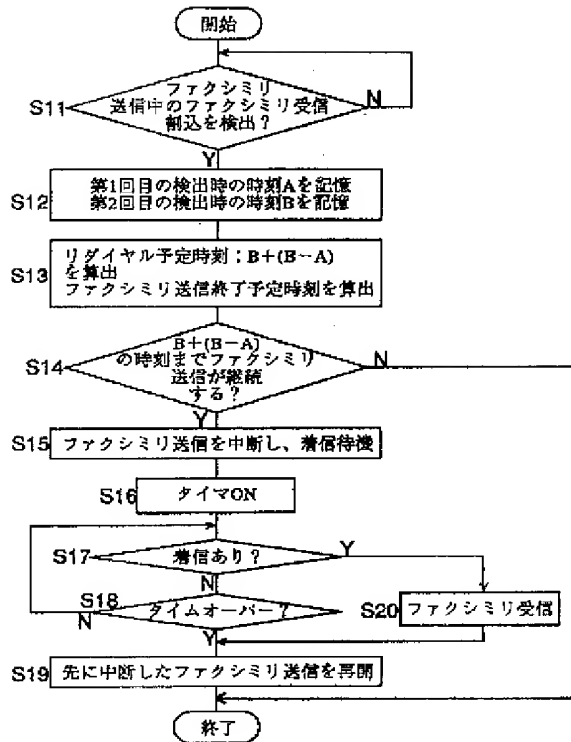 開始
S11
ファクシミリ
送信中のファクシミリ受信
割込を検出？
N
Y
S12
第1回目の検出時の時刻Aを記憶
第2回目の検出時の時刻Bを記憶
S13
リダイヤル予定時刻：B+(B−A)
を算出
ファクシミリ送信終了予定時刻を算出
S14
B+(B−A)
の時刻までファクシミリ
送信が継続
する？
N
Y
S15
ファクシミリ送信を中断し、着信待機
S16
タイマON
S17
着信あり？
Y
N
S18
タイムオーバー？
N
Y
S20
ファクシミリ受信
S19
先に中断したファクシミリ送信を再開
終了